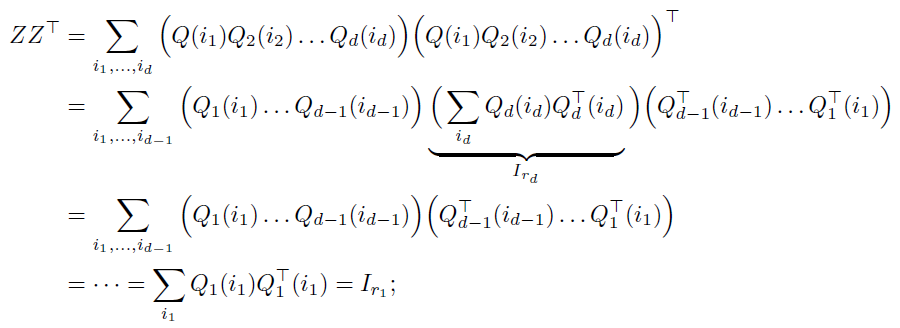 ZZ^⊤ = ∑_{i_1,...,i_d} (Q(i_1)Q_2(i_2) ... Q_d(i_d)) (Q(i_1)Q_2(i_2) ... Q_d(i_d))^⊤
= ∑_{i_1,...,i_{d−1}} (Q_1(i_1) ... Q_{d−1}(i_{d−1})) \underbrace{(∑_{i_d} Q_d(i_d)Q_d^⊤(i_d))}_{I_{r_d}} (Q_{d−1}^⊤(i_{d−1}) ... Q_1^⊤(i_1))
= ∑_{i_1,...,i_{d−1}} (Q_1(i_1) ... Q_{d−1}(i_{d−1})) (Q_{d−1}^⊤(i_{d−1}) ... Q_1^⊤(i_1))
= ⋯ = ∑_{i_1} Q_1(i_1)Q_1^⊤(i_1) = I_{r_1};